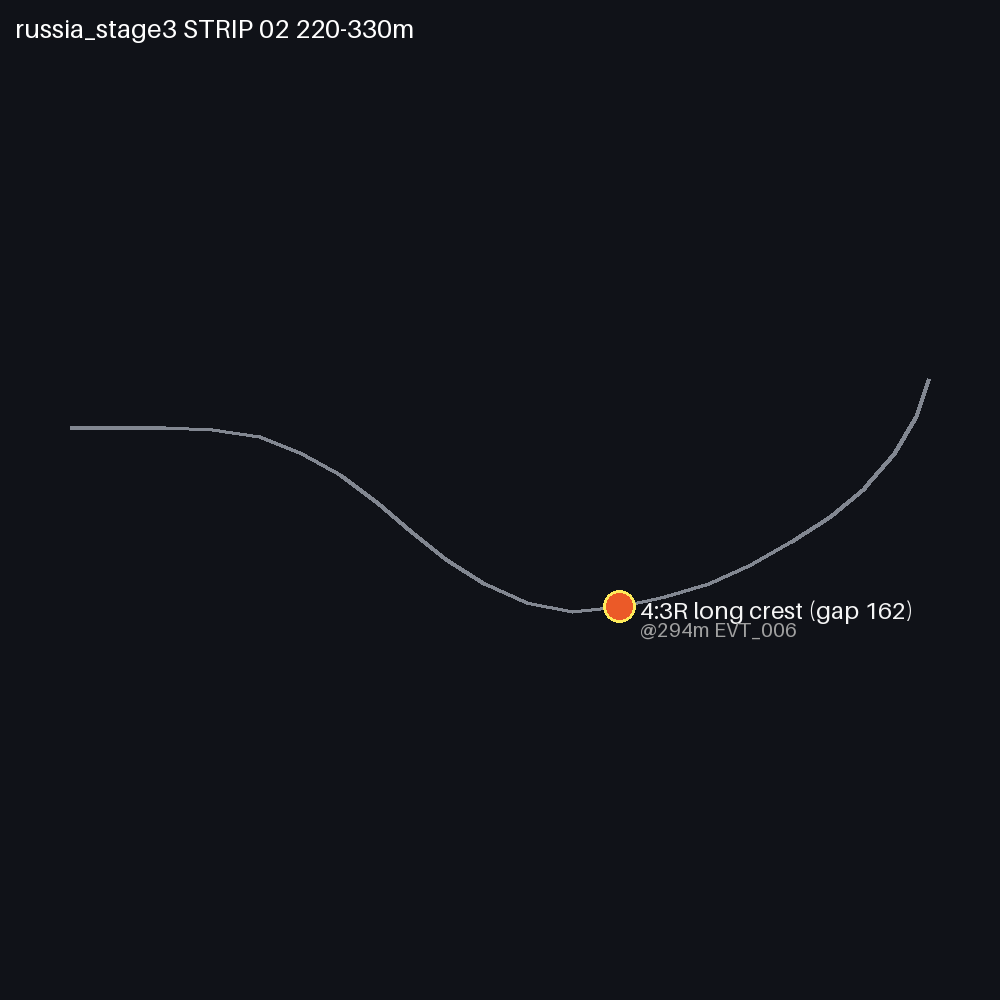 russia_stage3 STRIP 02 220-330m
4:3R long crest (gap 162)
@294m EVT_006